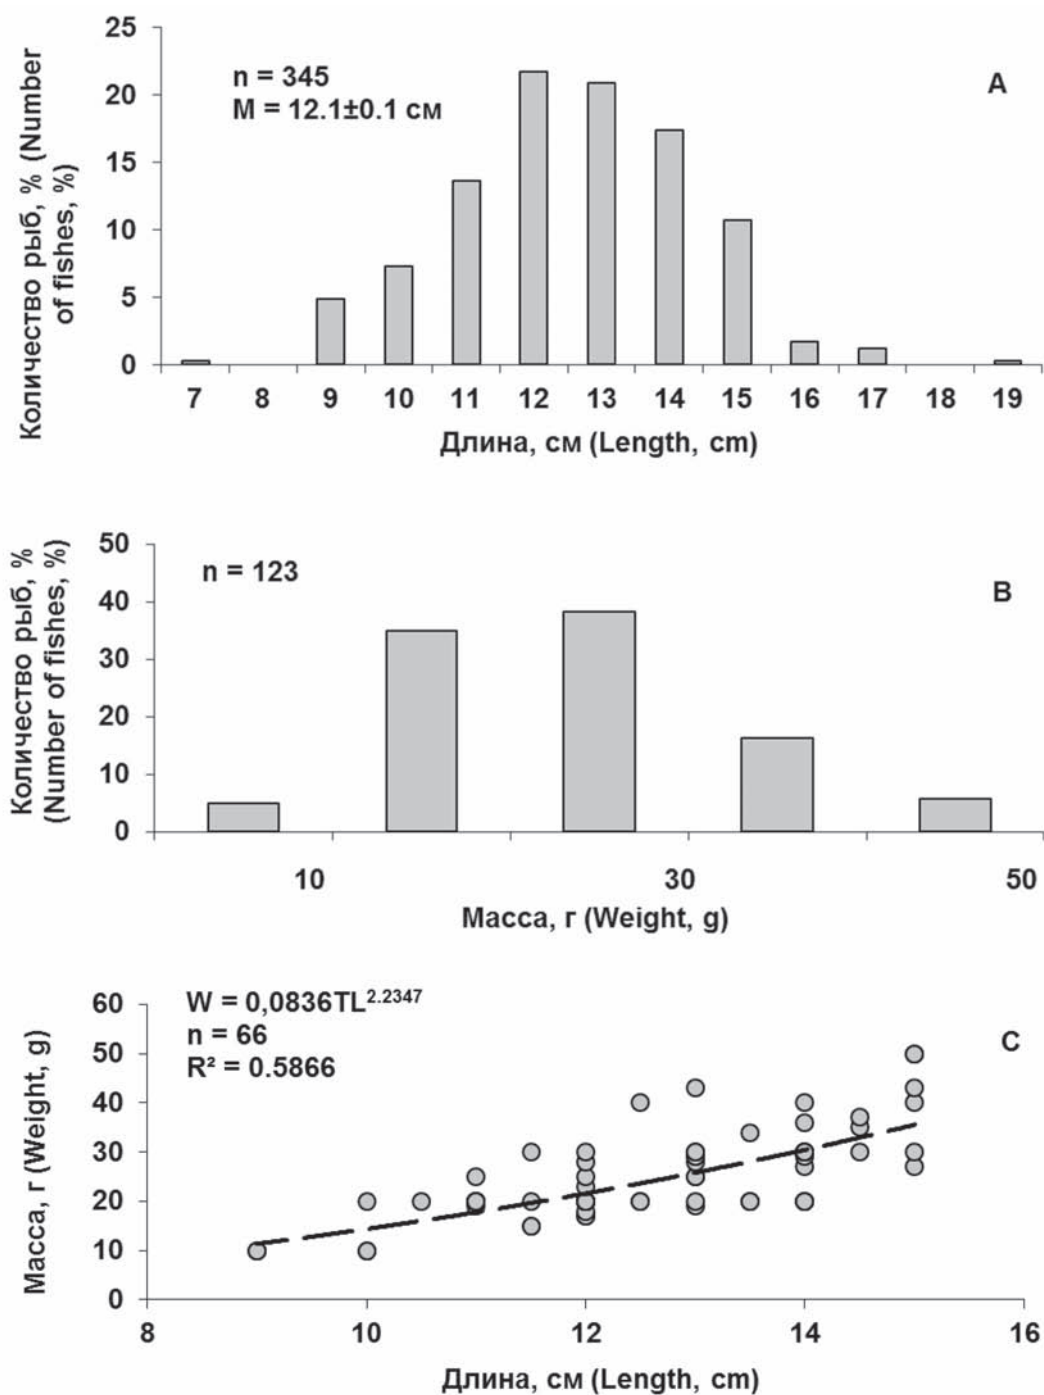 Количество рыб, % (Number
of fishes, %)
25
20
15
10
5
0
n = 345
M = 12.1±0.1 см
A
7 8 9 10 11 12 13 14 15 16 17 18 19
Длина, см (Length, cm)
Количество рыб, %
(Number of fishes, %)
50
40
30
20
10
0
n = 123
B
10 30 50
Масса, г (Weight, g)
Масса, г (Weight, g)
60
50
40
30
20
10
0
W = 0,0836TL^2.2347
n = 66
R² = 0.5866
C
8 10 12 14 16
Длина, см (Length, cm)